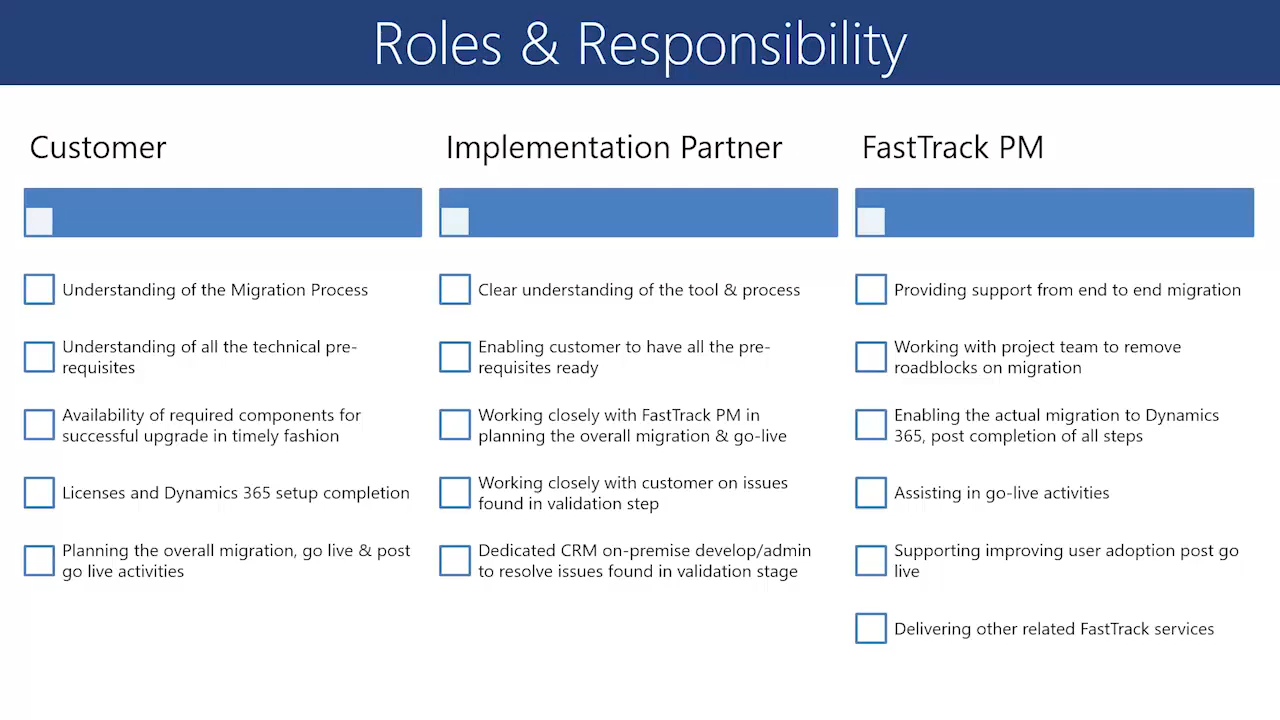 Roles & Responsibility
Customer
Understanding of the Migration Process
Understanding of all the technical pre-
requisites
Availability of required components for
successful upgrade in timely fashion
Licenses and Dynamics 365 setup completion
Planning the overall migration, go live & post
go live activities
Implementation Partner
Clear understanding of the tool & process
Enabling customer to have all the pre-
requisites ready
Working closely with FastTrack PM in
planning the overall migration & go-live
Working closely with customer on issues
found in validation step
Dedicated CRM on-premise develop/admin
to resolve issues found in validation stage
FastTrack PM
Providing support from end to end migration
Working with project team to remove
roadblocks on migration
Enabling the actual migration to Dynamics
365, post completion of all steps
Assisting in go-live activities
Supporting improving user adoption post go
live
Delivering other related FastTrack services